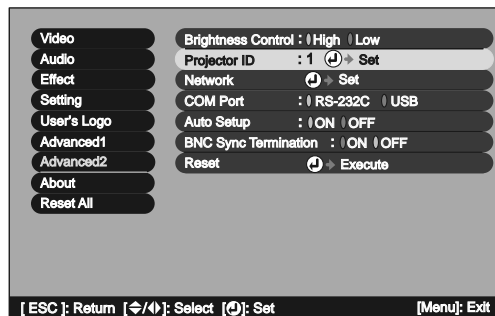 Video
Audio
Effect
Setting
User's Logo
Advanced1
Advanced2
About
Reset All
Brightness Control : High Low
Projector ID : 1 Set
Network Set
COM Port : RS-232C USB
Auto Setup : ON OFF
BNC Sync Termination : ON OFF
Reset Execute
[ ESC ]: Return [ / ]: Select [ ]: Set [Menu]: Exit